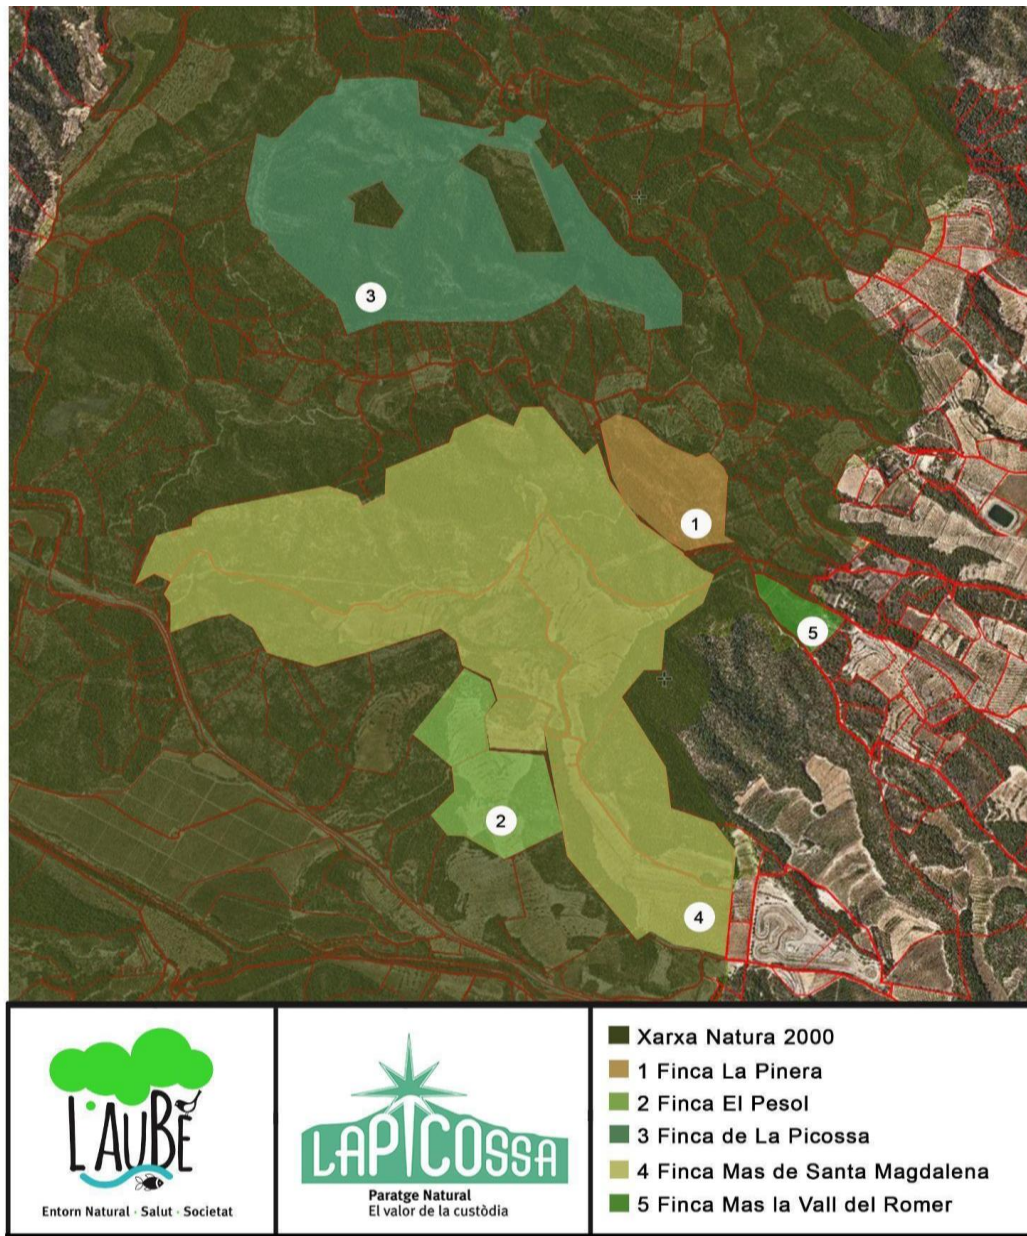 3
1
5
2
4
L'AUBÉ
Entorn Natural · Salut · Societat
LAPICOSSA
Paratge Natural
El valor de la custòdia
Xarxa Natura 2000
1 Finca La Pinera
2 Finca El Pesol
3 Finca de La Picossa
4 Finca Mas de Santa Magdalena
5 Finca Mas la Vall del Romer